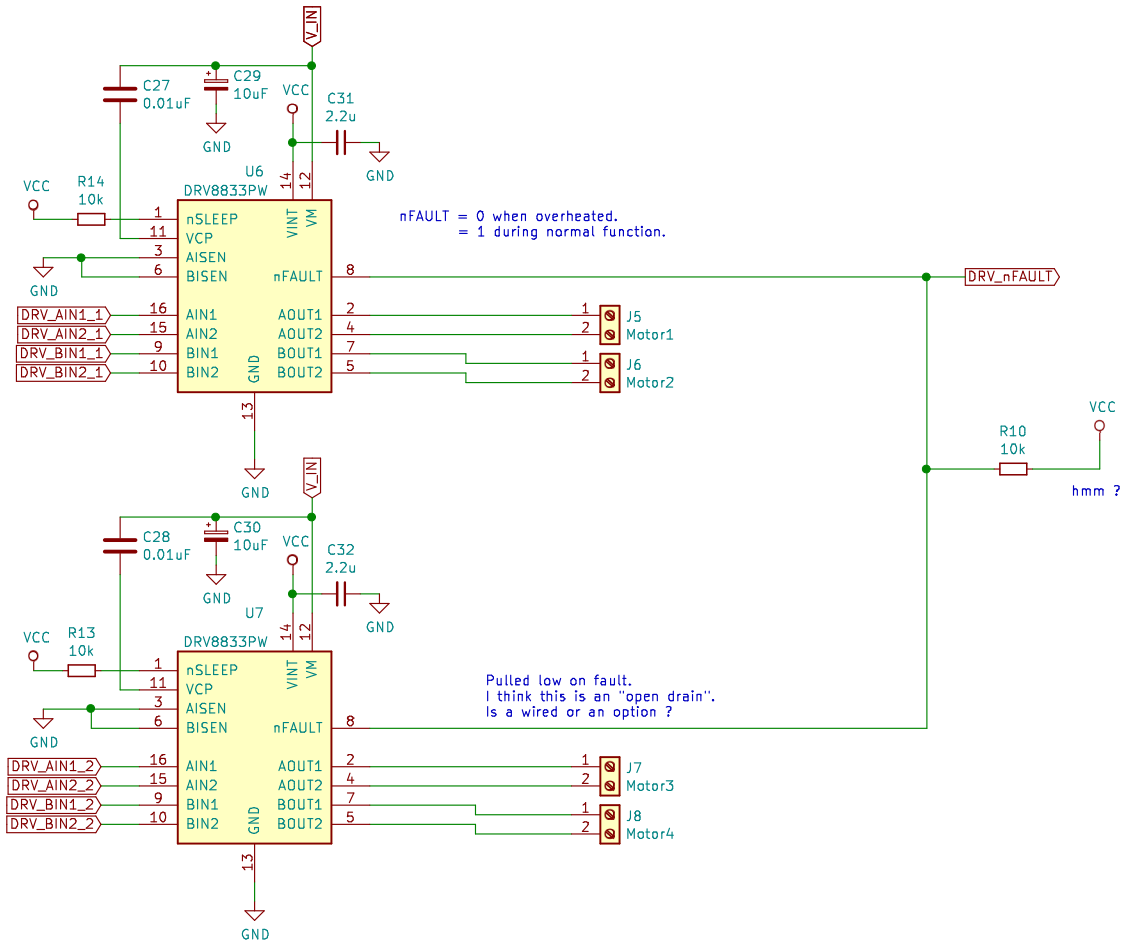 V_IN
C27
0.01uF
C29
10uF
VCC
C31
2.2u
GND
GND
U6
DRV8833PW
VCC
R14
10k
14
12
VINT
VM
1
nSLEEP
11
VCP
3
AISEN
6
BISEN
GND
nFAULT
8
nFAULT = 0 when overheated.
= 1 during normal function.
DRV_nFAULT
DRV_AIN1_1
16
AIN1
AOUT1
2
1
J5
DRV_AIN2_1
15
AIN2
AOUT2
4
2
Motor1
DRV_BIN1_1
9
BIN1
BOUT1
7
1
J6
DRV_BIN2_1
10
BIN2
BOUT2
5
2
Motor2
GND
13
GND
VCC
R10
10k
hmm ?
V_IN
C28
0.01uF
C30
10uF
VCC
C32
2.2u
GND
GND
U7
DRV8833PW
VCC
R13
10k
14
12
VINT
VM
1
nSLEEP
11
VCP
3
AISEN
6
BISEN
GND
nFAULT
8
Pulled low on fault.
I think this is an "open drain".
Is a wired or an option ?
DRV_AIN1_2
16
AIN1
AOUT1
2
1
J7
DRV_AIN2_2
15
AIN2
AOUT2
4
2
Motor3
DRV_BIN1_2
9
BIN1
BOUT1
7
1
J8
DRV_BIN2_2
10
BIN2
BOUT2
5
2
Motor4
GND
13
GND